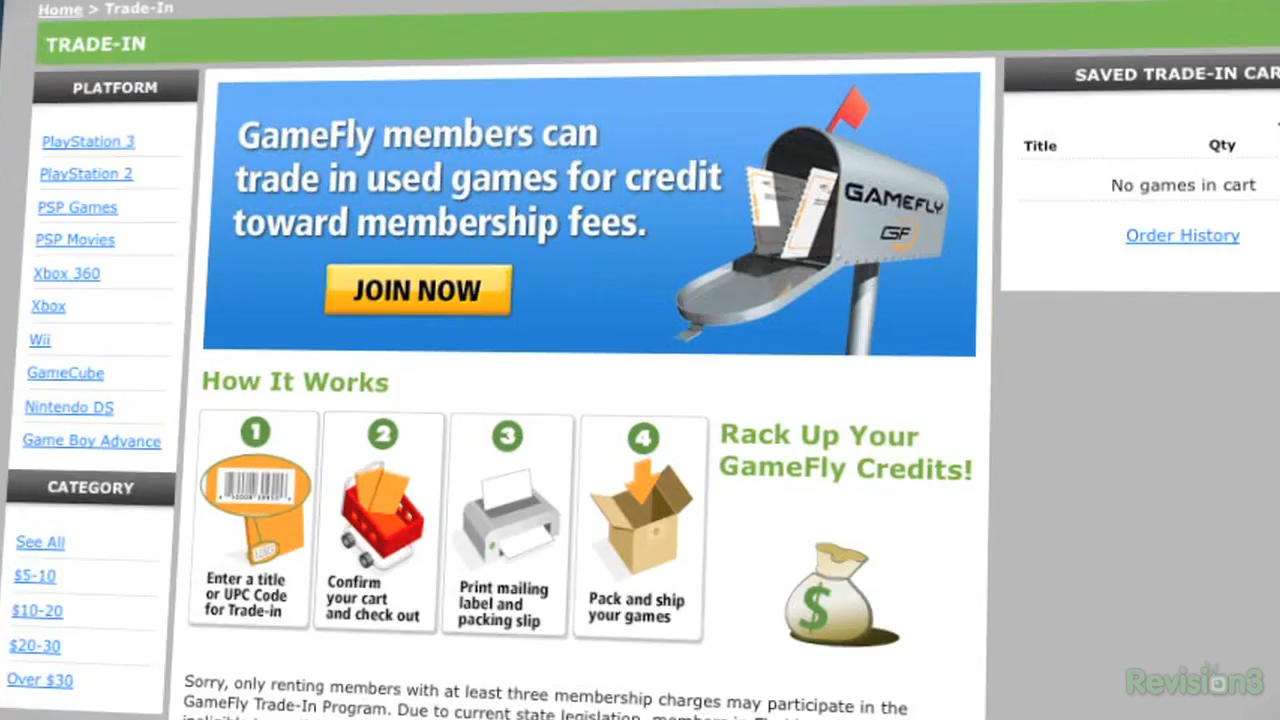 Home > Trade-In
TRADE-IN
PLATFORM
PlayStation 3
PlayStation 2
PSP Games
PSP Movies
Xbox 360
Xbox
Wii
GameCube
Nintendo DS
Game Boy Advance
CATEGORY
See All
$5-10
$10-20
$20-30
Over $30
GameFly members can
trade in used games for credit
toward membership fees.
JOIN NOW
GAMEFLY
GF
How It Works
1
Enter a title
or UPC Code
for Trade-in
2
Confirm
your cart
and check out
3
Print mailing
label and
packing slip
4
Pack and ship
your games
Rack Up Your
GameFly Credits!
$
Sorry, only renting members with at least three membership charges may participate in the
GameFly Trade-In Program. Due to current state legislation, members in
SAVED TRADE-IN
Title Qty
No games in cart
Order History
Revision3